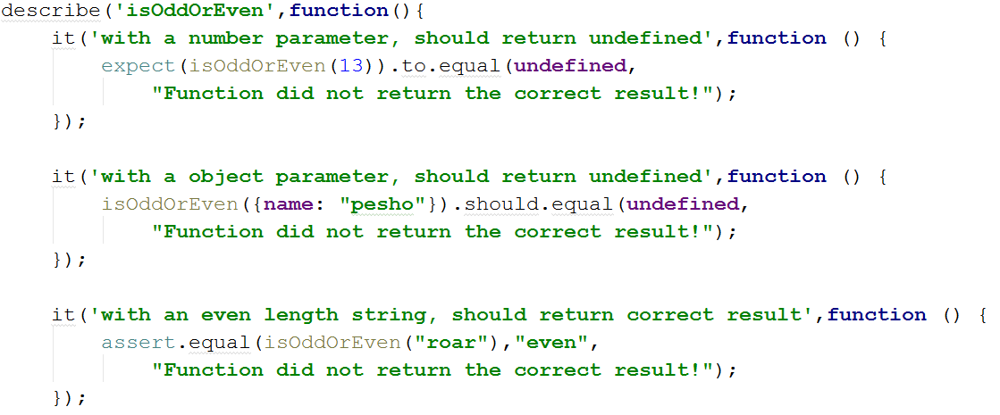 describe('isOddOrEven',function(){
    it('with a number parameter, should return undefined',function () {
        expect(isOddOrEven(13)).to.equal(undefined,
            "Function did not return the correct result!");
    });

    it('with a object parameter, should return undefined',function () {
        isOddOrEven({name: "pesho"}).should.equal(undefined,
            "Function did not return the correct result!");
    });

    it('with an even length string, should return correct result',function () {
        assert.equal(isOddOrEven("roar"),"even",
            "Function did not return the correct result!");
    });